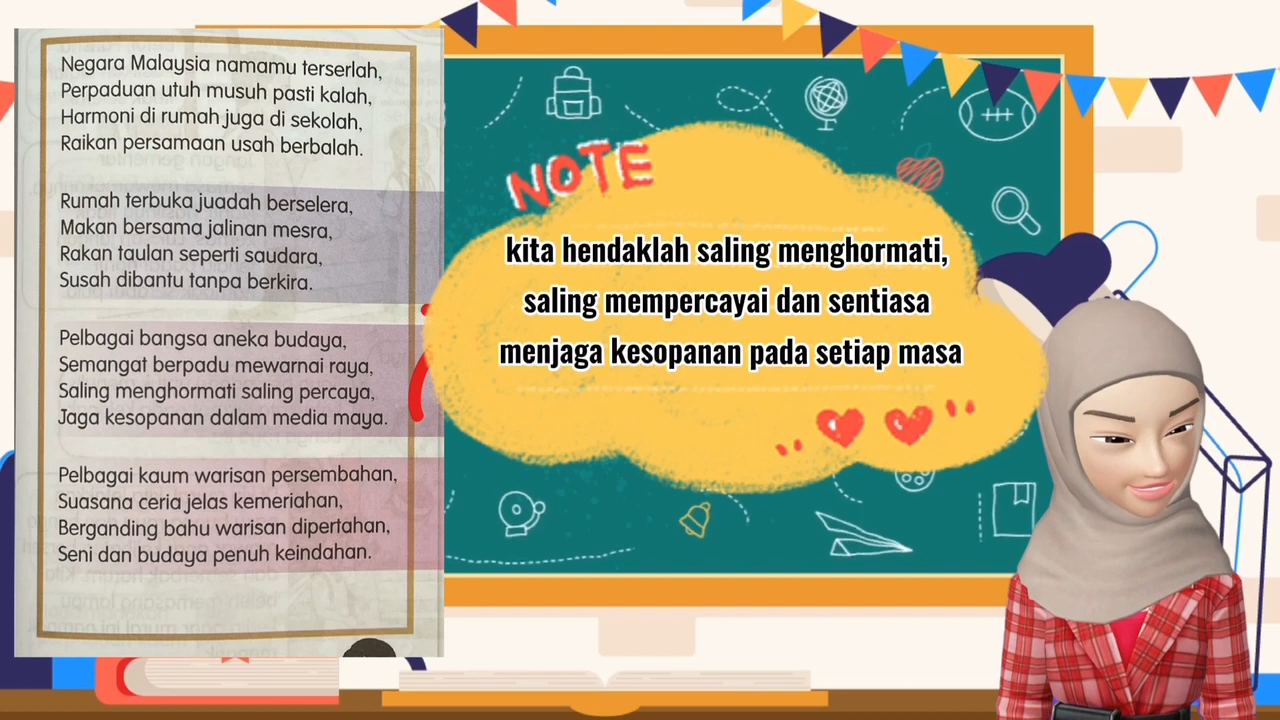 Negara Malaysia namamu terserlah,
Perpaduan utuh musuh pasti kalah,
Harmoni di rumah juga di sekolah,
Raikan persamaan usah berbalah.
Rumah terbuka juadah berselera,
Makan bersama jalinan mesra,
Rakan taulan seperti saudara,
Susah dibantu tanpa berkira.
Pelbagai bangsa aneka budaya,
Semangat berpadu mewarnai raya,
Saling menghormati saling percaya,
Jaga kesopanan dalam media maya.
Pelbagai kaum warisan persembahan,
Suasana ceria jelas kemeriahan,
Berganding bahu warisan dipertahan,
Seni dan budaya penuh keindahan.
NOTE
kita hendaklah saling menghormati,
saling mempercayai dan sentiasa
menjaga kesopanan pada setiap masa